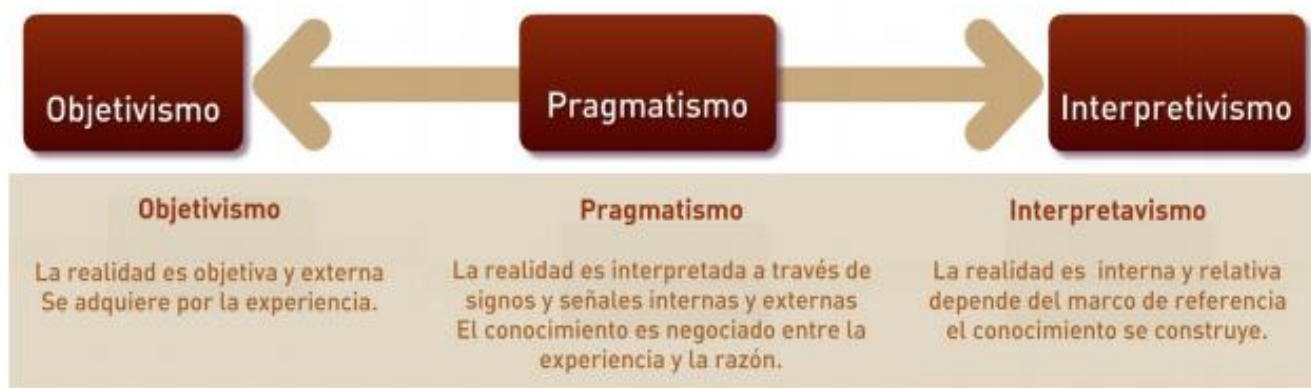 Objetivismo
Pragmatismo
Interpretivismo
Objetivismo
La realidad es objetiva y externa
Se adquiere por la experiencia.
Pragmatismo
La realidad es interpretada a través de
signos y señales internas y externas
El conocimiento es negociado entre la
experiencia y la razón.
Interpretavismo
La realidad es interna y relativa
depende del marco de referencia
el conocimiento se construye.